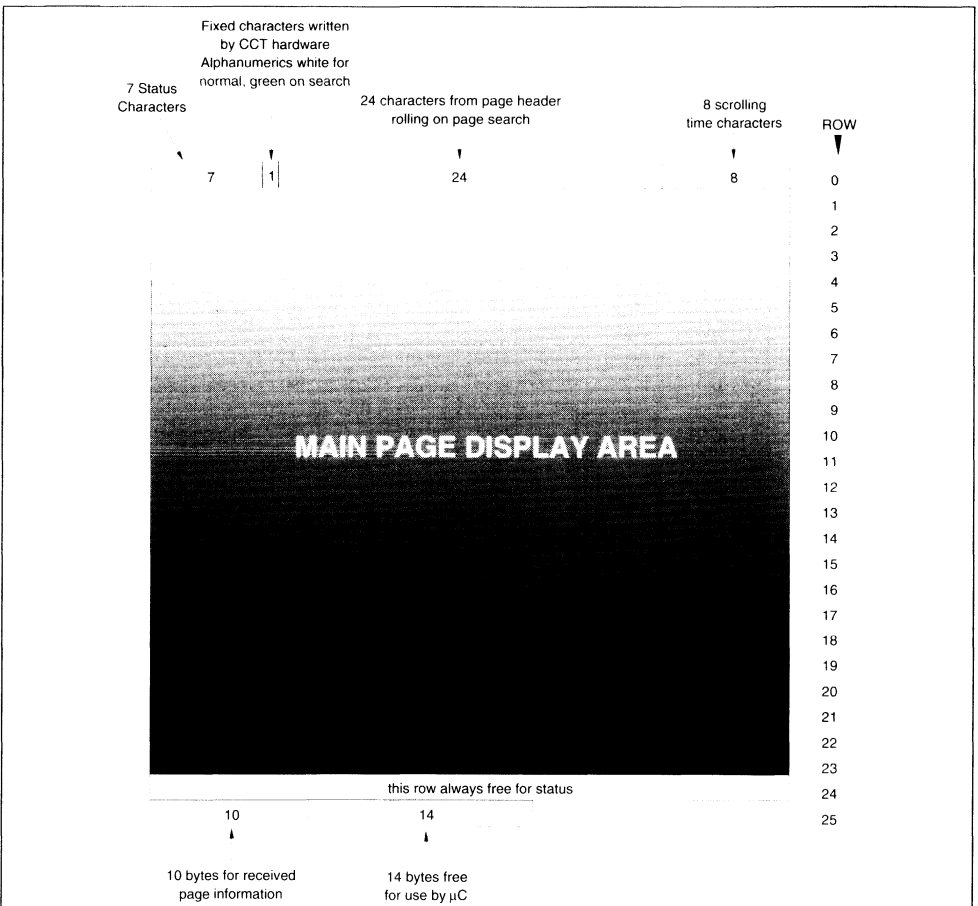 Fixed characters written
by CCT hardware
Alphanumerics white for
normal, green on search
7 Status
Characters
24 characters from page header
rolling on page search
8 scrolling
time characters
ROW
7
1
24
8
0
1
2
3
4
5
6
7
8
9
10
MAIN PAGE DISPLAY AREA
11
12
13
14
15
16
17
18
19
20
21
22
23
this row always free for status
24
10
14
25
10 bytes for received
page information
14 bytes free
for use by µC